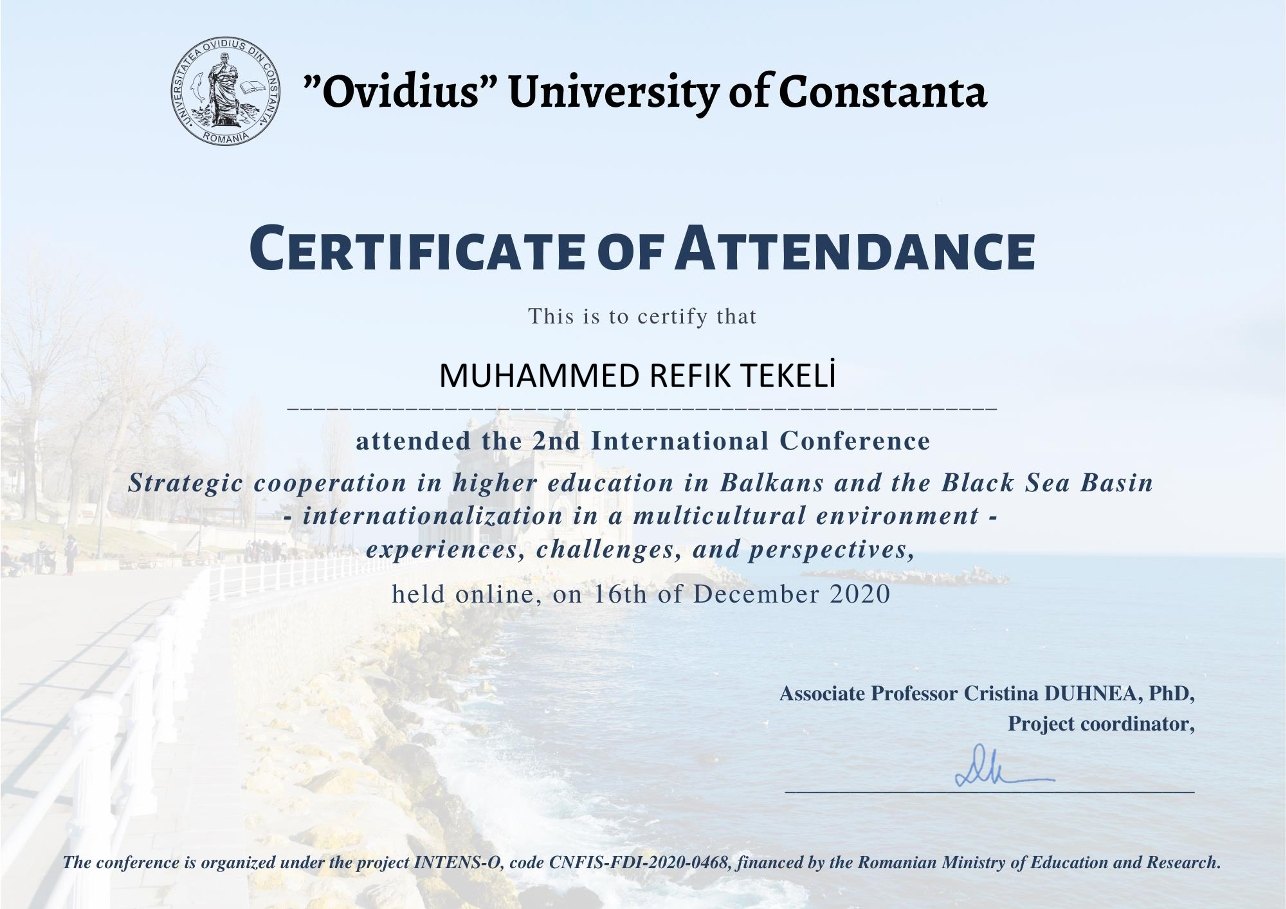 UNIVERSITATEA OVIDIUS DIN CONSTANTA
ROMANIA
”Ovidius” University of Constanta
CERTIFICATE OF ATTENDANCE
This is to certify that
MUHAMMED REFIK TEKELİ
attended the 2nd International Conference
Strategic cooperation in higher education in Balkans and the Black Sea Basin
- internationalization in a multicultural environment -
experiences, challenges, and perspectives,
held online, on 16th of December 2020
Associate Professor Cristina DUHNEA, PhD,
Project coordinator,
The conference is organized under the project INTENS-O, code CNFIS-FDI-2020-0468, financed by the Romanian Ministry of Education and Research.